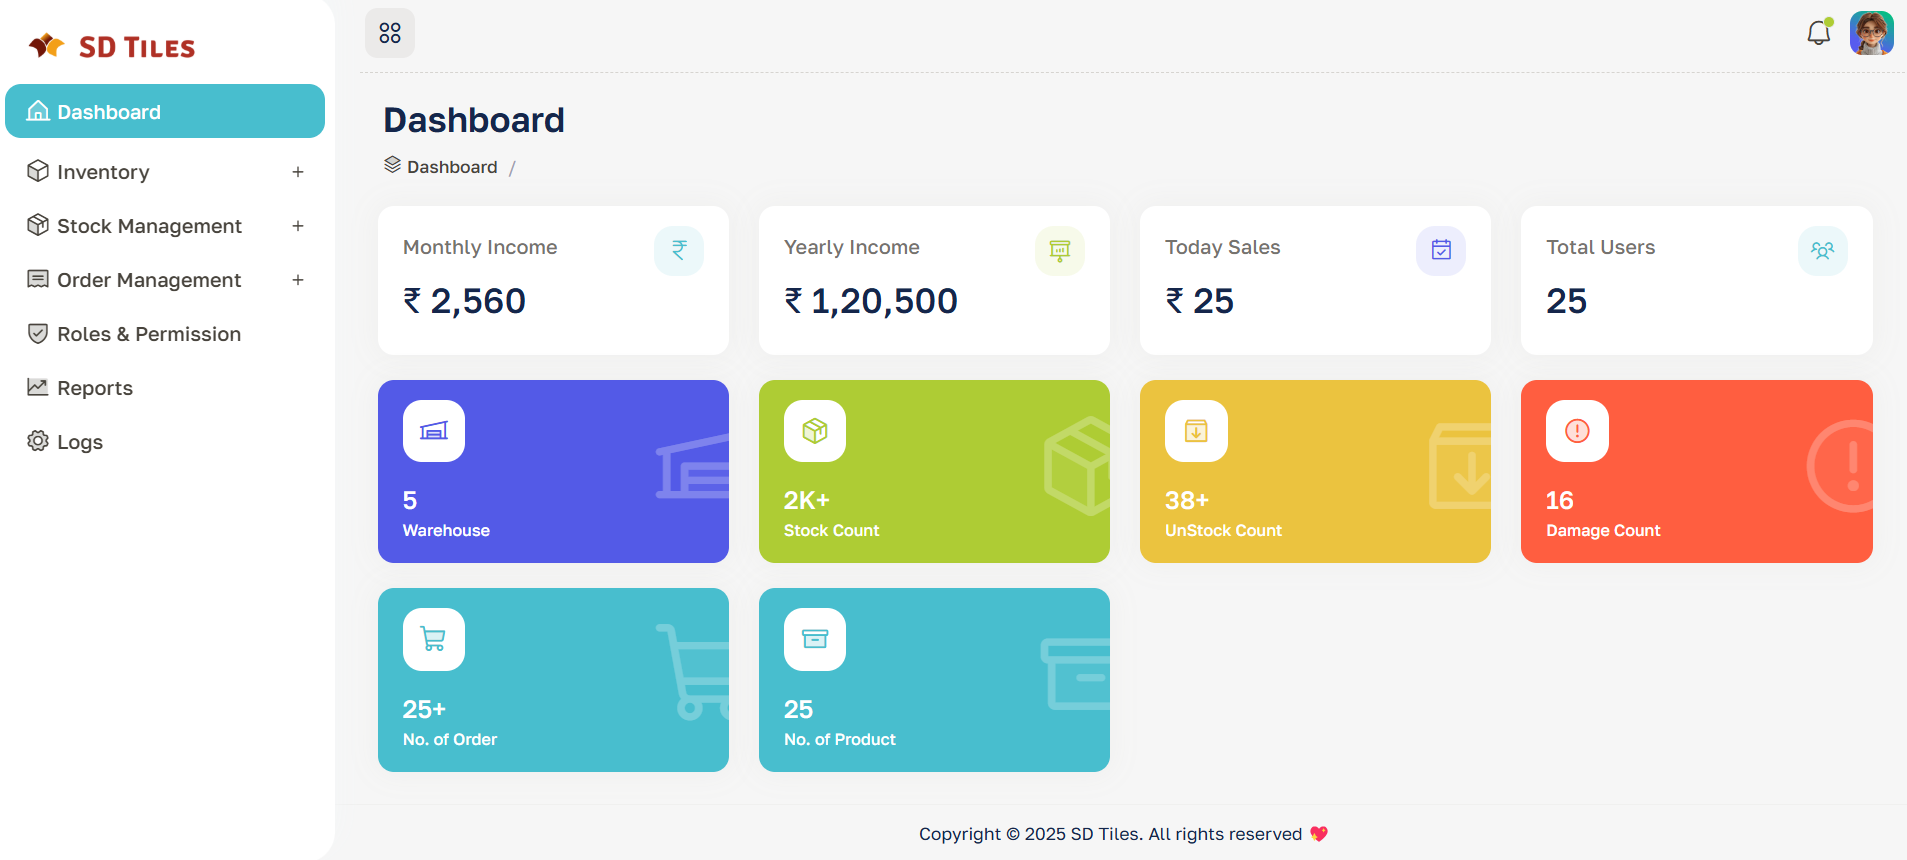 SD TILES
Dashboard
Inventory +
Stock Management +
Order Management +
Roles & Permission
Reports
Logs
Dashboard
Dashboard /
Monthly Income
₹ 2,560
Yearly Income
₹ 1,20,500
Today Sales
₹ 25
Total Users
25
5
Warehouse
2K+
Stock Count
38+
UnStock Count
16
Damage Count
25+
No. of Order
25
No. of Product
Copyright © 2025 SD Tiles. All rights reserved 💖